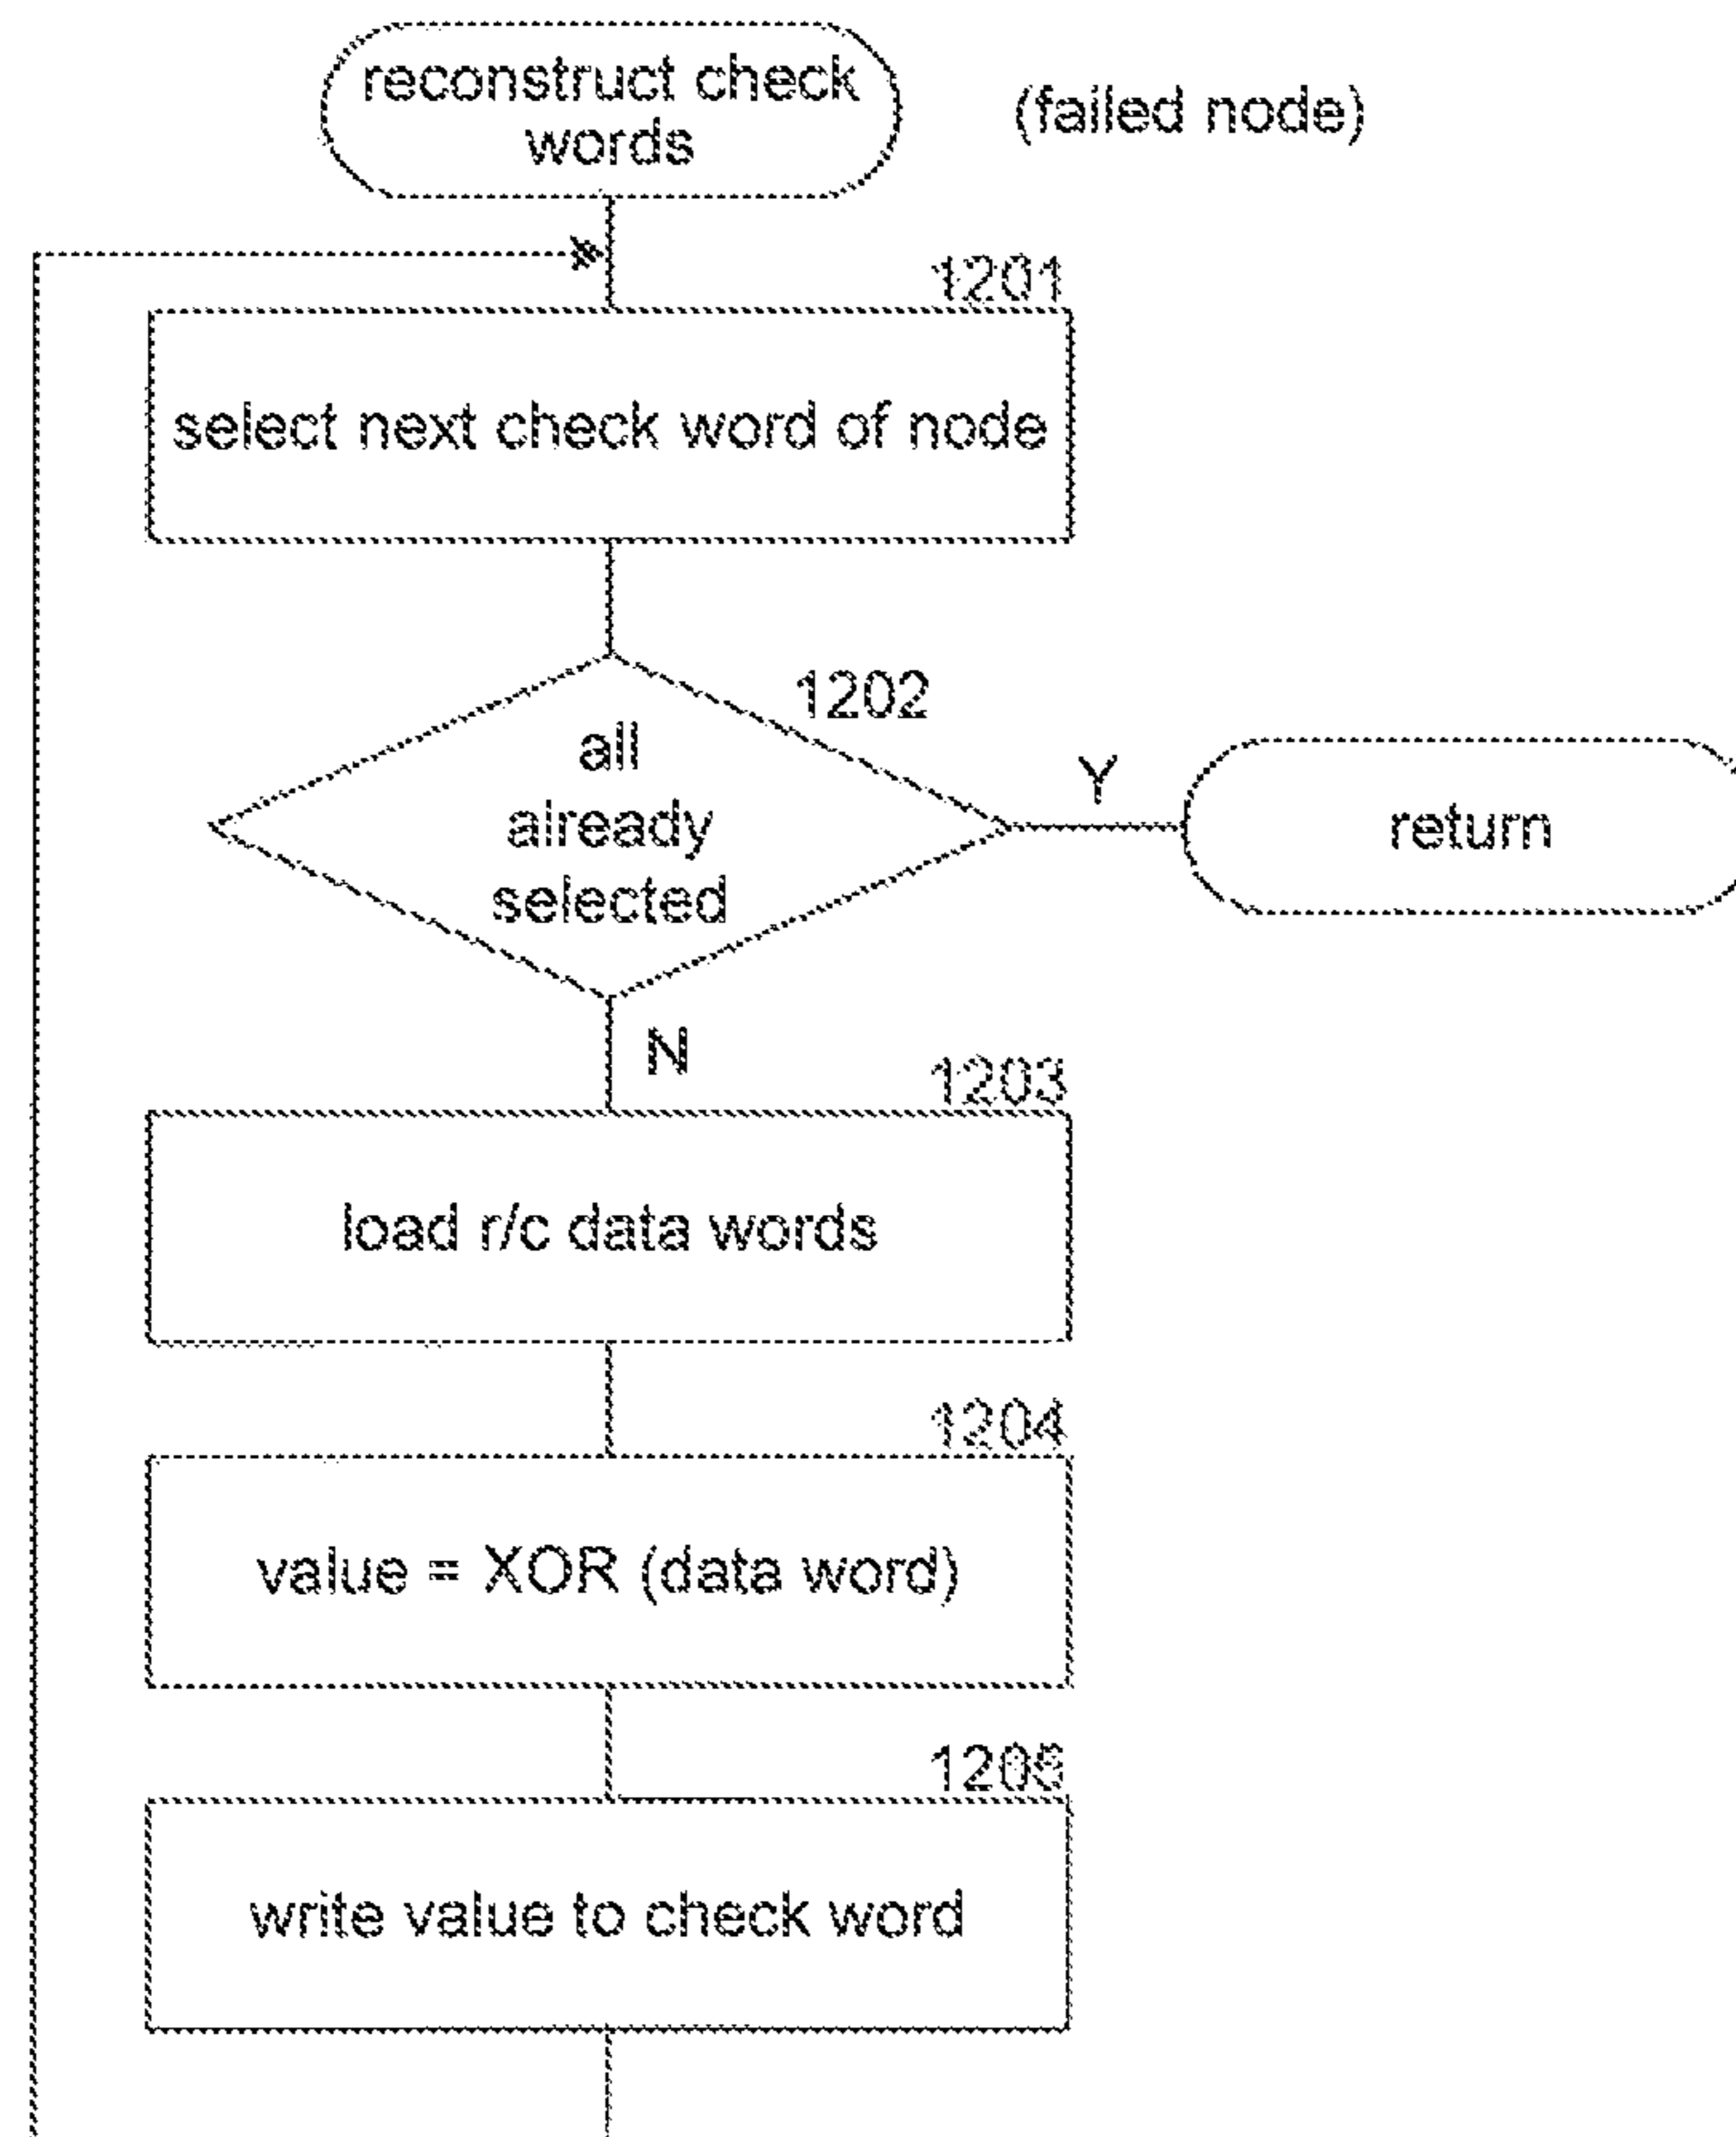 reconstruct check
words
(failed node)
1201
select next check word of node
1202
all
already
selected
Y
return
N
1203
load r/c data words
1204
value = XOR (data word)
1205
write value to check word